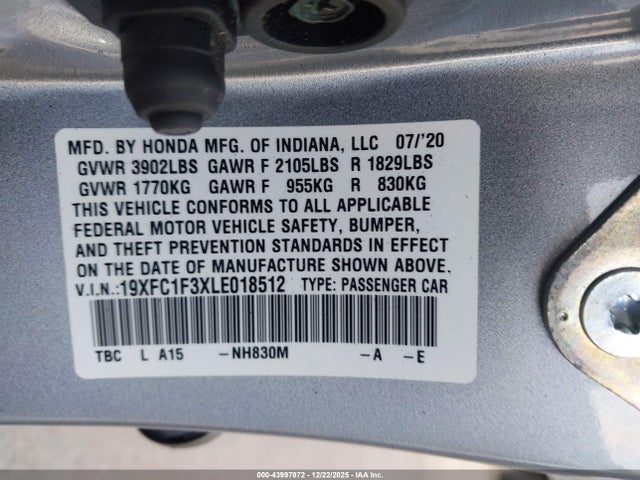 MFD. BY HONDA MFG. OF INDIANA, LLC 07/'20
GVWR 3902LBS GAWR F 2105LBS R 1829LBS
GVWR 1770KG GAWR F 955KG R 830KG
THIS VEHICLE CONFORMS TO ALL APPLICABLE
FEDERAL MOTOR VEHICLE SAFETY, BUMPER,
AND THEFT PREVENTION STANDARDS IN EFFECT
ON THE DATE OF MANUFACTURE SHOWN ABOVE.
V.I.N.:19XFC1F3XLE018512 TYPE: PASSENGER CAR
TBC L A15 -NH830M -A -E
000-43997672 - 12/22/2025 - IAA, Inc.